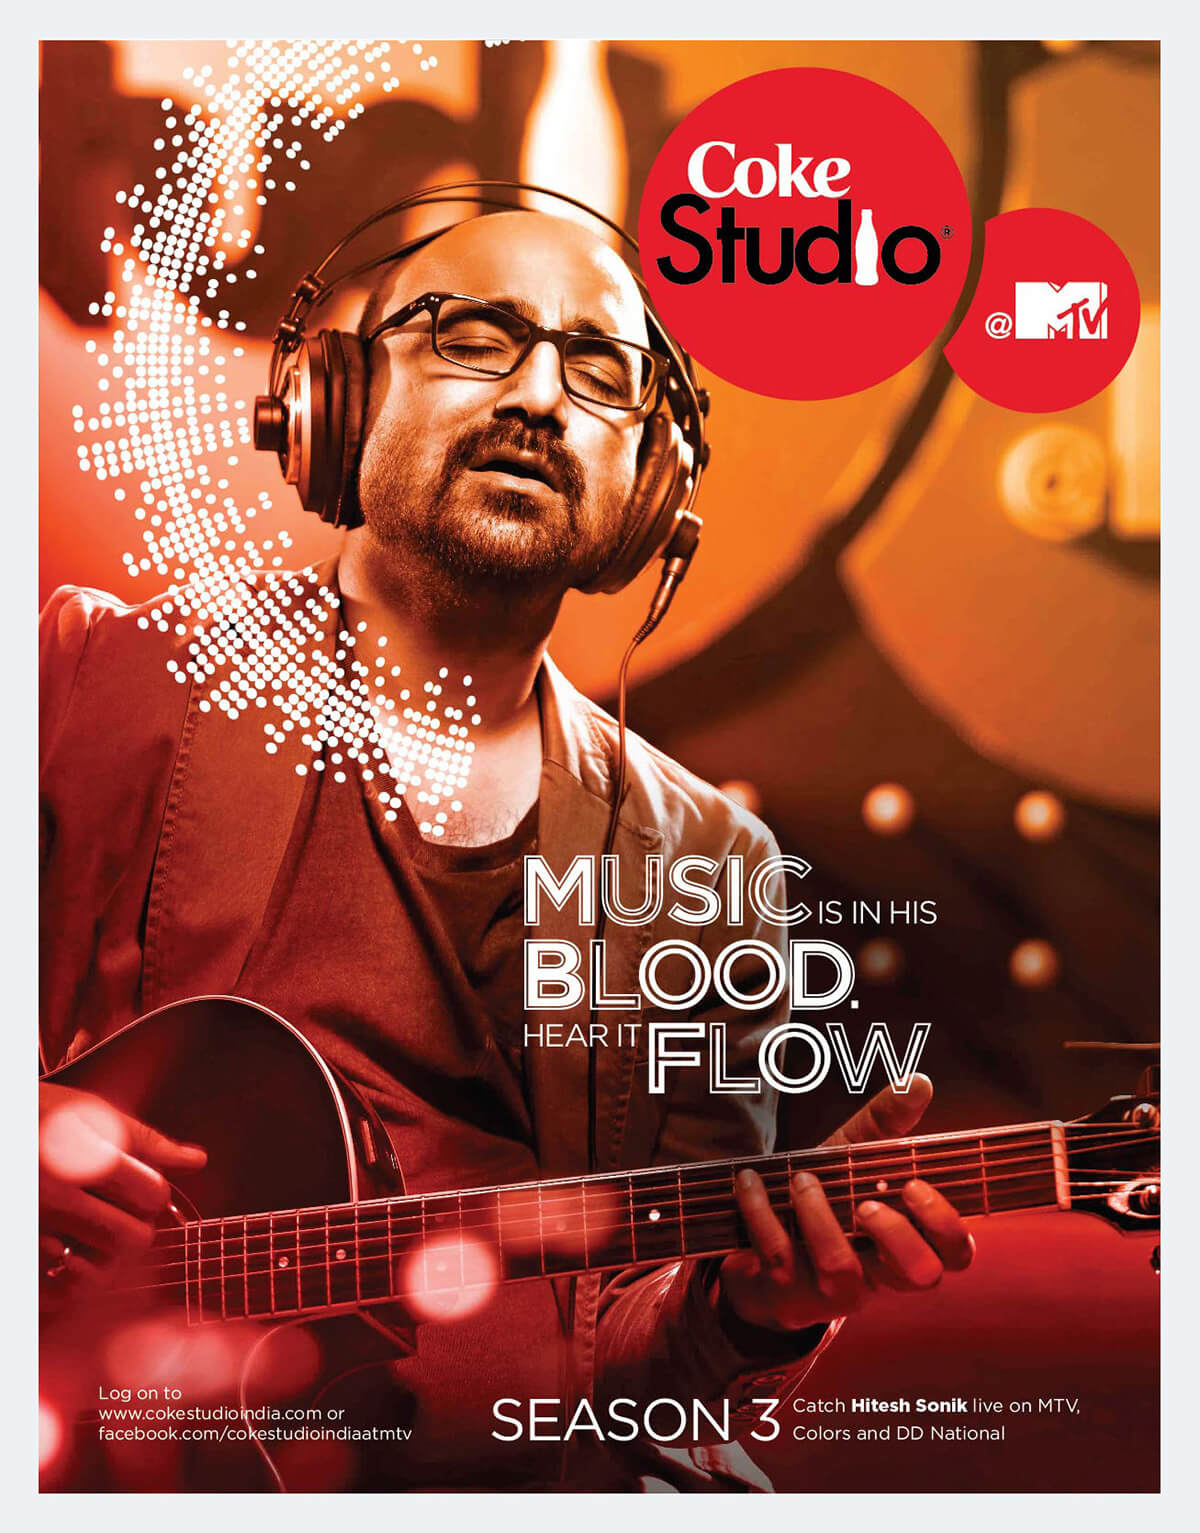 Coke
Studio®
@MTV
MUSIC IS IN HIS
BLOOD.
HEAR IT FLOW
Log on to
www.cokestudioindia.com or
facebook.com/cokestudioindiaatmtv
SEASON 3
Catch Hitesh Sonik live on MTV,
Colors and DD National